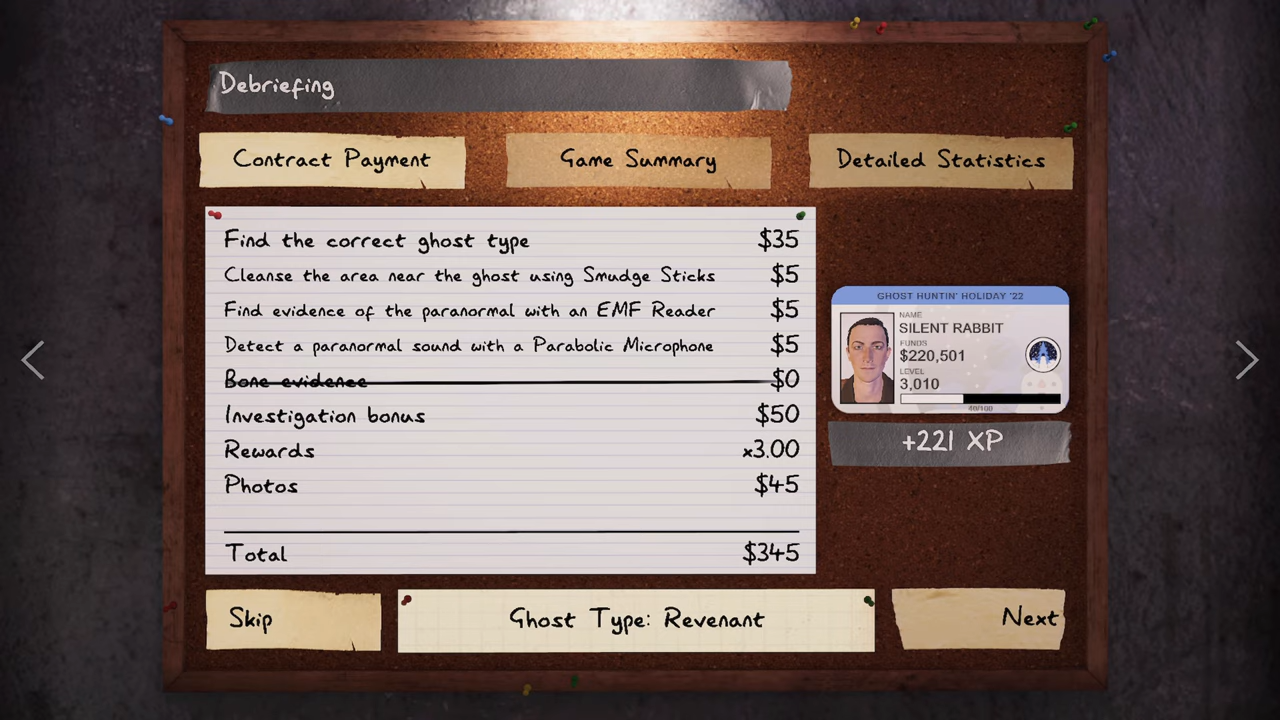 Debriefing
Contract Payment
Game Summary
Detailed Statistics
Find the correct ghost type $35
Cleanse the area near the ghost using Smudge Sticks $5
Find evidence of the paranormal with an EMF Reader $5
Detect a paranormal sound with a Parabolic Microphone $5
Bone evidence $0
Investigation bonus $50
Rewards x3.00
Photos $45
Total $345
GHOST HUNTIN' HOLIDAY '22
NAME
SILENT RABBIT
FUNDS
$220,501
LEVEL
3,010
40/100
+221 XP
Skip
Ghost Type: Revenant
Next